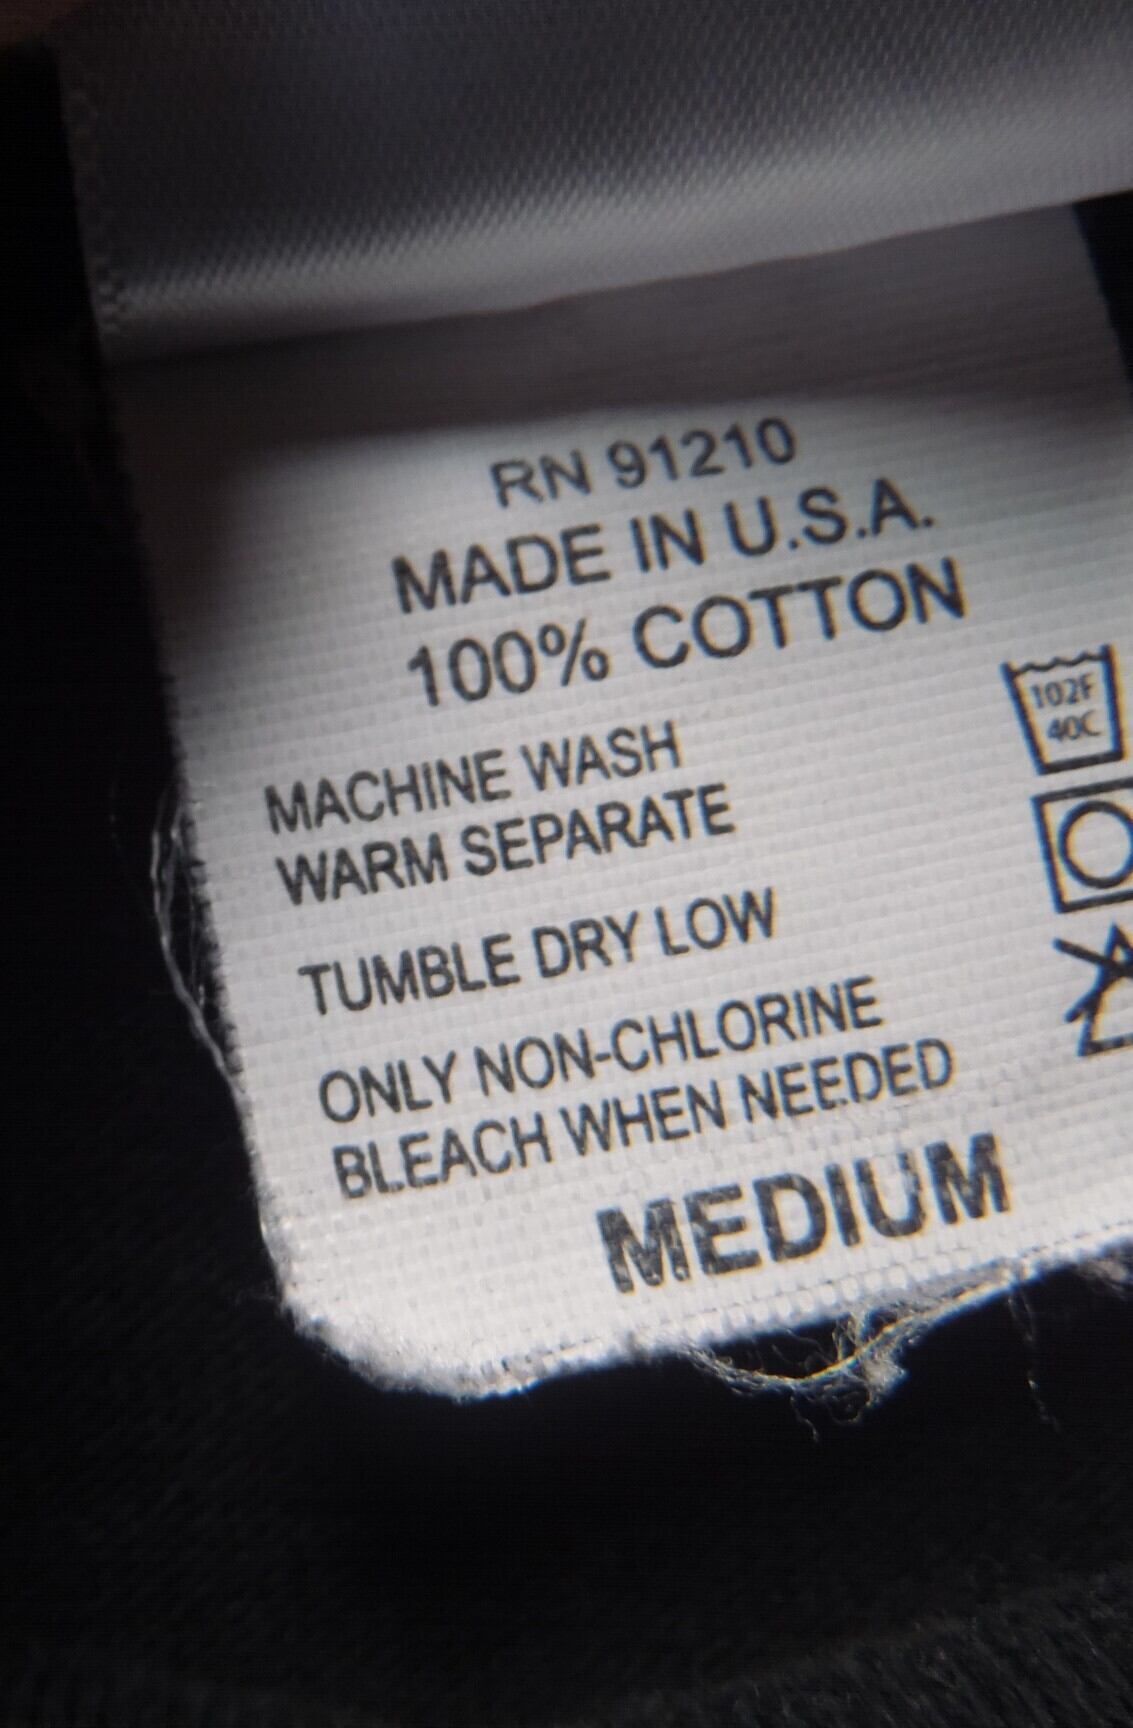 RN 91210
MADE IN U.S.A.
100% COTTON
MACHINE WASH
WARM SEPARATE
102F
40C
TUMBLE DRY LOW
ONLY NON-CHLORINE
BLEACH WHEN NEEDED
MEDIUM